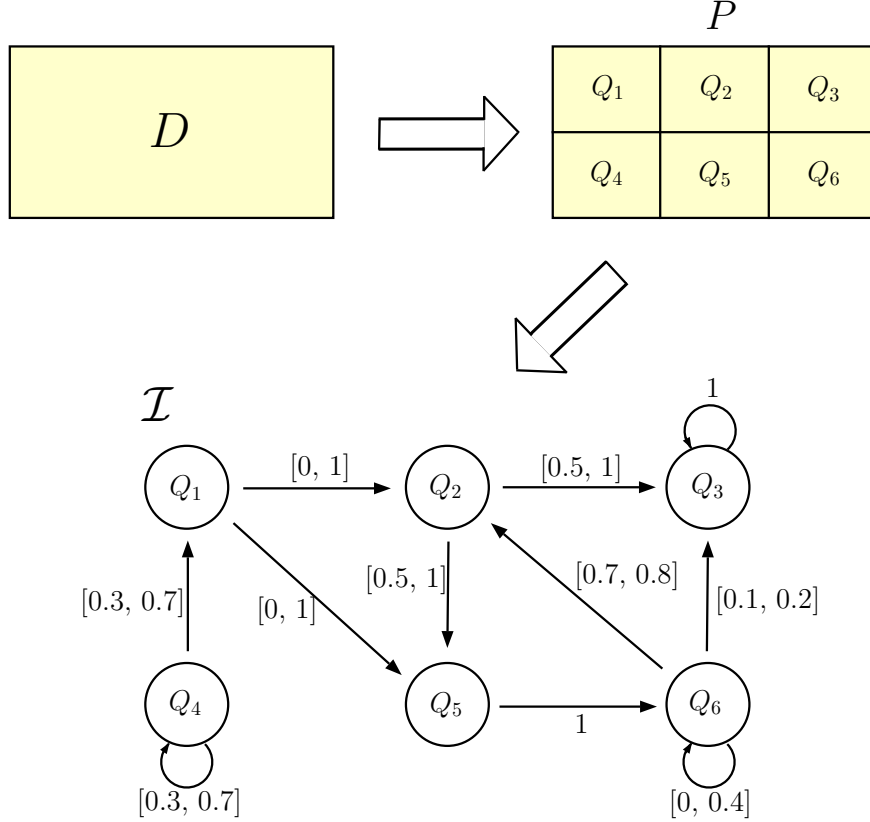 P
D
Q₁ Q₂ Q₃
Q₄ Q₅ Q₆
ℐ
1
[0, 1] [0.5, 1]
Q₁ Q₂ Q₃
[0.3, 0.7] [0, 1] [0.5, 1] [0.7, 0.8] [0.1, 0.2]
Q₄ Q₅ Q₆
1
[0.3, 0.7] [0, 0.4]